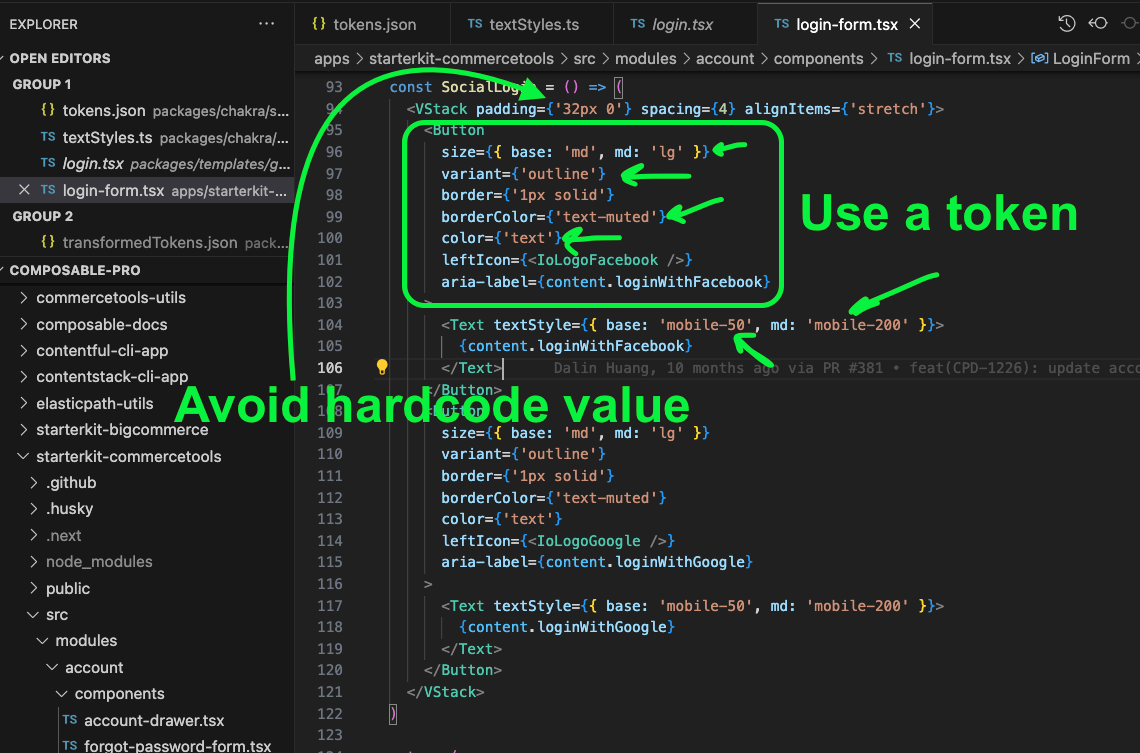 EXPLORER
OPEN EDITORS
GROUP 1
{} tokens.json packages/chakra/s...
TS textStyles.ts packages/chakra/...
TS login.tsx packages/templates/g...
TS login-form.tsx apps/starterkit-...
GROUP 2
{} transformedTokens.json pack...
COMPOSABLE-PRO
commercetools-utils
composable-docs
contentful-cli-app
contentstack-cli-app
elasticpath-utils
starterkit-bigcommerce
starterkit-commercetools
.github
.husky
.next
node_modules
public
src
modules
account
components
TS account-drawer.tsx
TS forgot-password-form.tsx
{} tokens.json TS textStyles.ts TS login.tsx TS login-form.tsx
apps > starterkit-commercetools > src > modules > account > components > TS login-form.tsx > LoginForm >
93 const SocialLogin = () => (
94 <VStack padding={'32px 0'} spacing={4} alignItems={'stretch'}>
95 <Button
96 size={{ base: 'md', md: 'lg' }}
97 variant={'outline'}
98 border={'1px solid'}
99 borderColor={'text-muted'}
100 color={'text'}
101 leftIcon={<IoLogoFacebook />}
102 aria-label={content.loginWithFacebook}
103 >
104 <Text textStyle={{ base: 'mobile-50', md: 'mobile-200' }}>
105 {content.loginWithFacebook}
106 </Text> Dalin Huang, 10 months ago via PR #381 • feat(CPD-1226): update acco
107 </Button>
108 <Button
109 size={{ base: 'md', md: 'lg' }}
110 variant={'outline'}
111 border={'1px solid'}
112 borderColor={'text-muted'}
113 color={'text'}
114 leftIcon={<IoLogoGoogle />}
115 aria-label={content.loginWithGoogle}
116 >
117 <Text textStyle={{ base: 'mobile-50', md: 'mobile-200' }}>
118 {content.loginWithGoogle}
119 </Text>
120 </Button>
121 </VStack>
122 )
123
Use a token
Avoid hardcode value